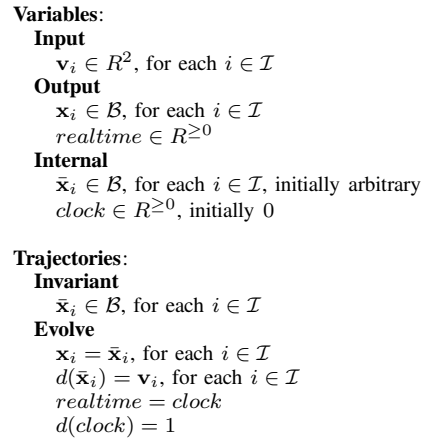 Variables:
Input
v_i ∈ R², for each i ∈ ℐ
Output
x_i ∈ ℬ, for each i ∈ ℐ
realtime ∈ R^≥0
Internal
x̄_i ∈ ℬ, for each i ∈ ℐ, initially arbitrary
clock ∈ R^≥0, initially 0
Trajectories:
Invariant
x̄_i ∈ ℬ, for each i ∈ ℐ
Evolve
x_i = x̄_i, for each i ∈ ℐ
d(x̄_i) = v_i, for each i ∈ ℐ
realtime = clock
d(clock) = 1